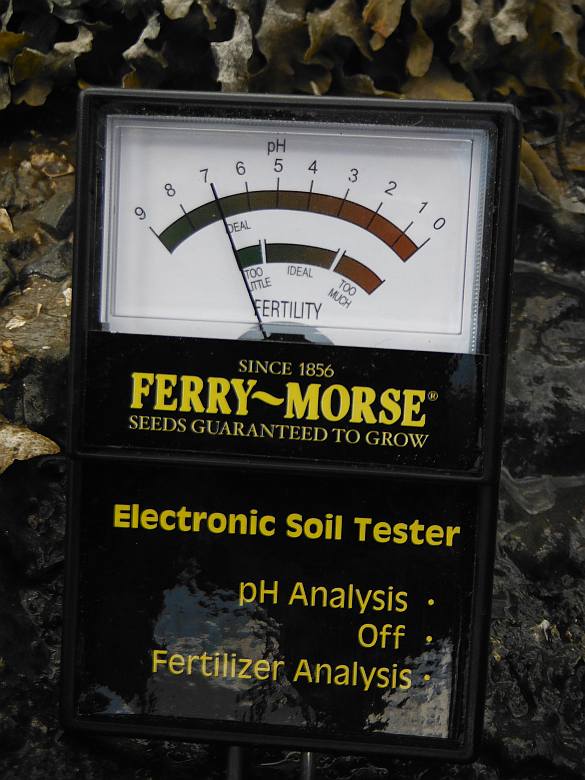 pH
9 8 7 6 5 4 3 2 1 0
IDEAL
TOO LITTLE
IDEAL
TOO MUCH
FERTILITY
SINCE 1856
FERRY~MORSE®
SEEDS GUARANTEED TO GROW
Electronic Soil Tester
pH Analysis •
Off •
Fertilizer Analysis •